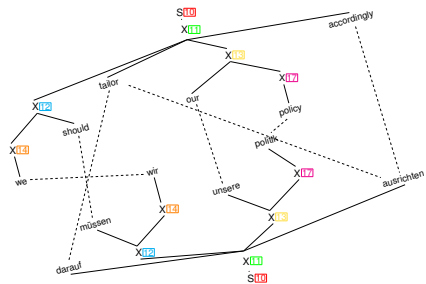 S10
X11
accordingly
X13
X17
tailor
our
X12
policy
should
politik
X14
we
wir
X17
ausrichten
unsere
X14
X13
müssen
X12
X11
darauf
S10